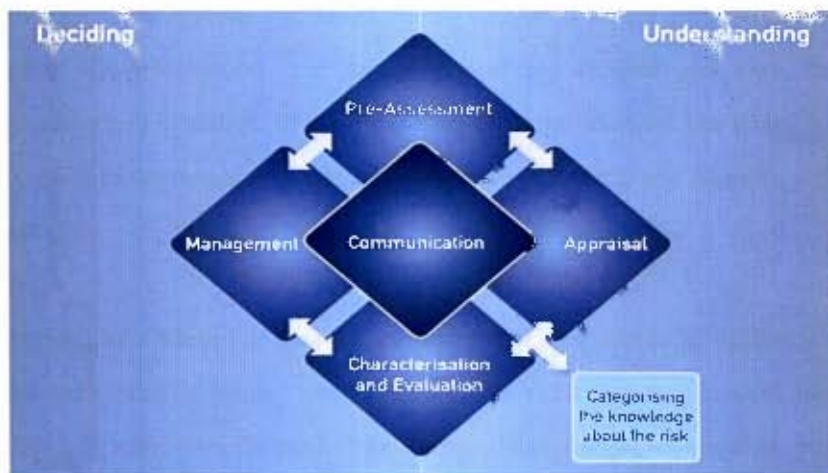 Deciding
Understanding
Pre-Assessment
Management
Communication
Appraisal
Characterisation
and Evaluation
Categorising
the knowledge
about the risk